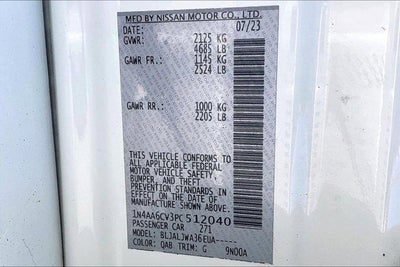 MFD BY NISSAN MOTOR CO., LTD.
DATE: 07/23
GVWR: 2125 KG
4685 LB
GAWR FR.: 1145 KG
2524 LB
GAWR RR.: 1000 KG
2205 LB
THIS VEHICLE CONFORMS TO
ALL APPLICABLE FEDERAL
MOTOR VEHICLE SAFETY,
BUMPER, AND THEFT
PREVENTION STANDARDS IN
EFFECT ON THE DATE OF
MANUFACTURE SHOWN ABOVE.
1N4AA6CV3PC512040
PASSENGER CAR 271
MODEL: BLJALJWA36EUA-----
COLOR: QAB TRIM: G 9N00A